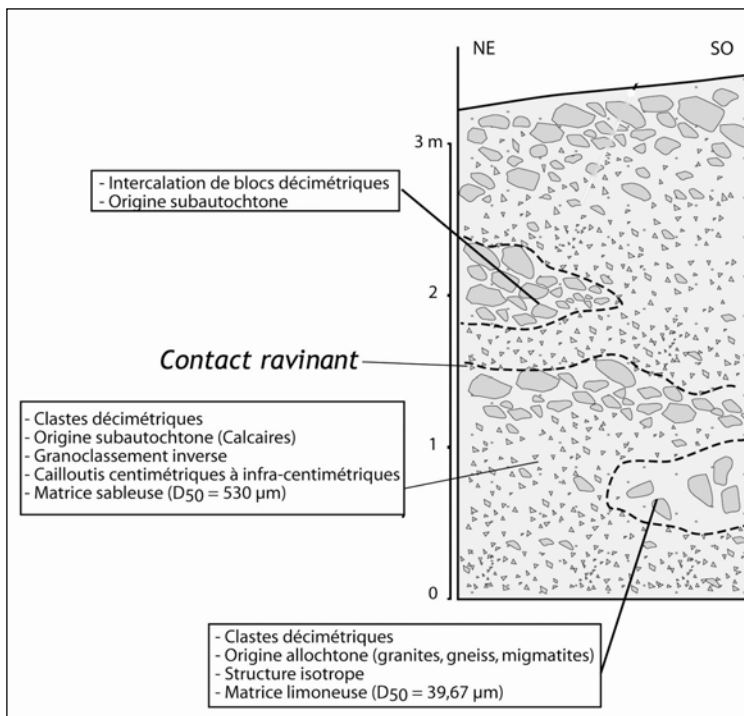 NE
SO
3 m
- Intercalation de blocs décimétriques
- Origine subautochtone
2
Contact ravinant
- Clastes décimétriques
- Origine subautochtone (Calcaires)
- Granoclassement inverse
- Cailloutis centimétriques à infra-centimétriques
- Matrice sableuse (D50 = 530 µm)
1
0
- Clastes décimétriques
- Origine allochtone (granites, gneiss, migmatites)
- Structure isotrope
- Matrice limoneuse (D50 = 39,67 µm)